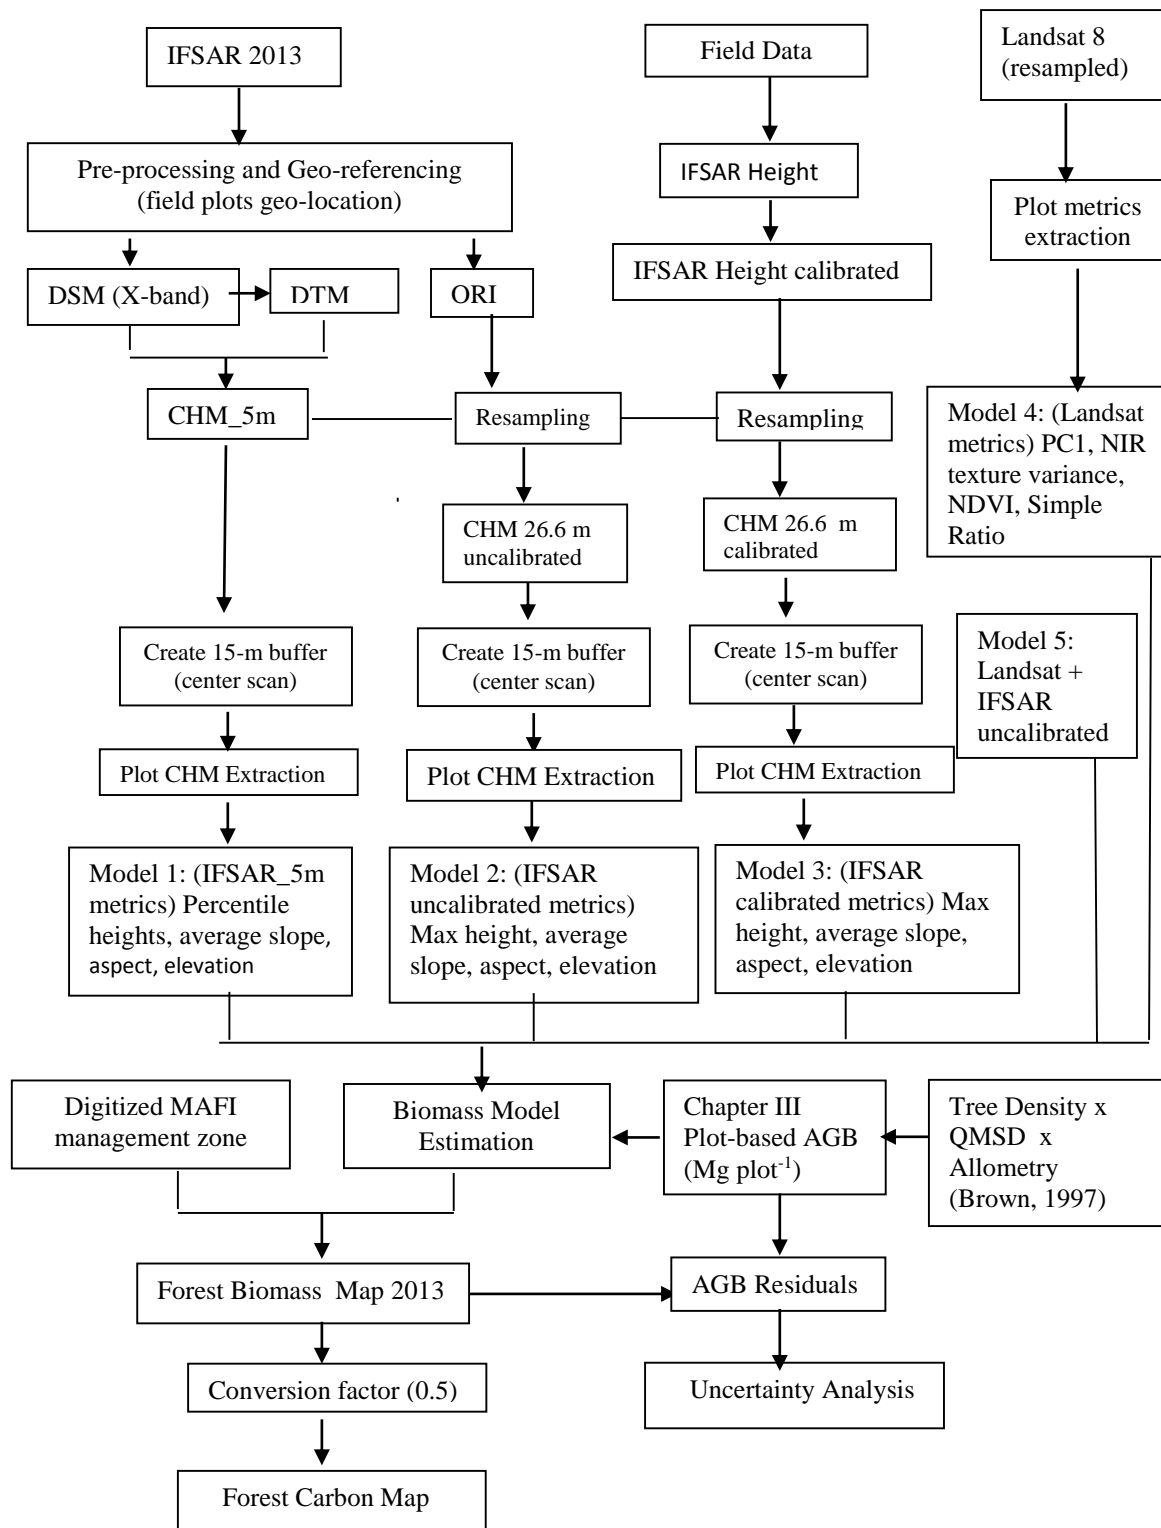 IFSAR 2013
Field Data
Landsat 8
(resampled)
Pre-processing and Geo-referencing
(field plots geo-location)
IFSAR Height
Plot metrics
extraction
DSM (X-band)
DTM
ORI
IFSAR Height calibrated
CHM_5m
Resampling
Resampling
Model 4: (Landsat
metrics) PC1, NIR
texture variance,
NDVI, Simple
Ratio
CHM 26.6 m
uncalibrated
CHM 26.6 m
calibrated
Create 15-m buffer
(center scan)
Create 15-m buffer
(center scan)
Create 15-m buffer
(center scan)
Model 5:
Landsat +
IFSAR
uncalibrated
Plot CHM Extraction
Plot CHM Extraction
Plot CHM Extraction
Model 1: (IFSAR_5m
metrics) Percentile
heights, average slope,
aspect, elevation
Model 2: (IFSAR
uncalibrated metrics)
Max height, average
slope, aspect, elevation
Model 3: (IFSAR
calibrated metrics) Max
height, average slope,
aspect, elevation
Digitized MAFI
management zone
Biomass Model
Estimation
Chapter III
Plot-based AGB
(Mg plot⁻¹)
Tree Density x
QMSD x
Allometry
(Brown, 1997)
Forest Biomass Map 2013
AGB Residuals
Conversion factor (0.5)
Uncertainty Analysis
Forest Carbon Map